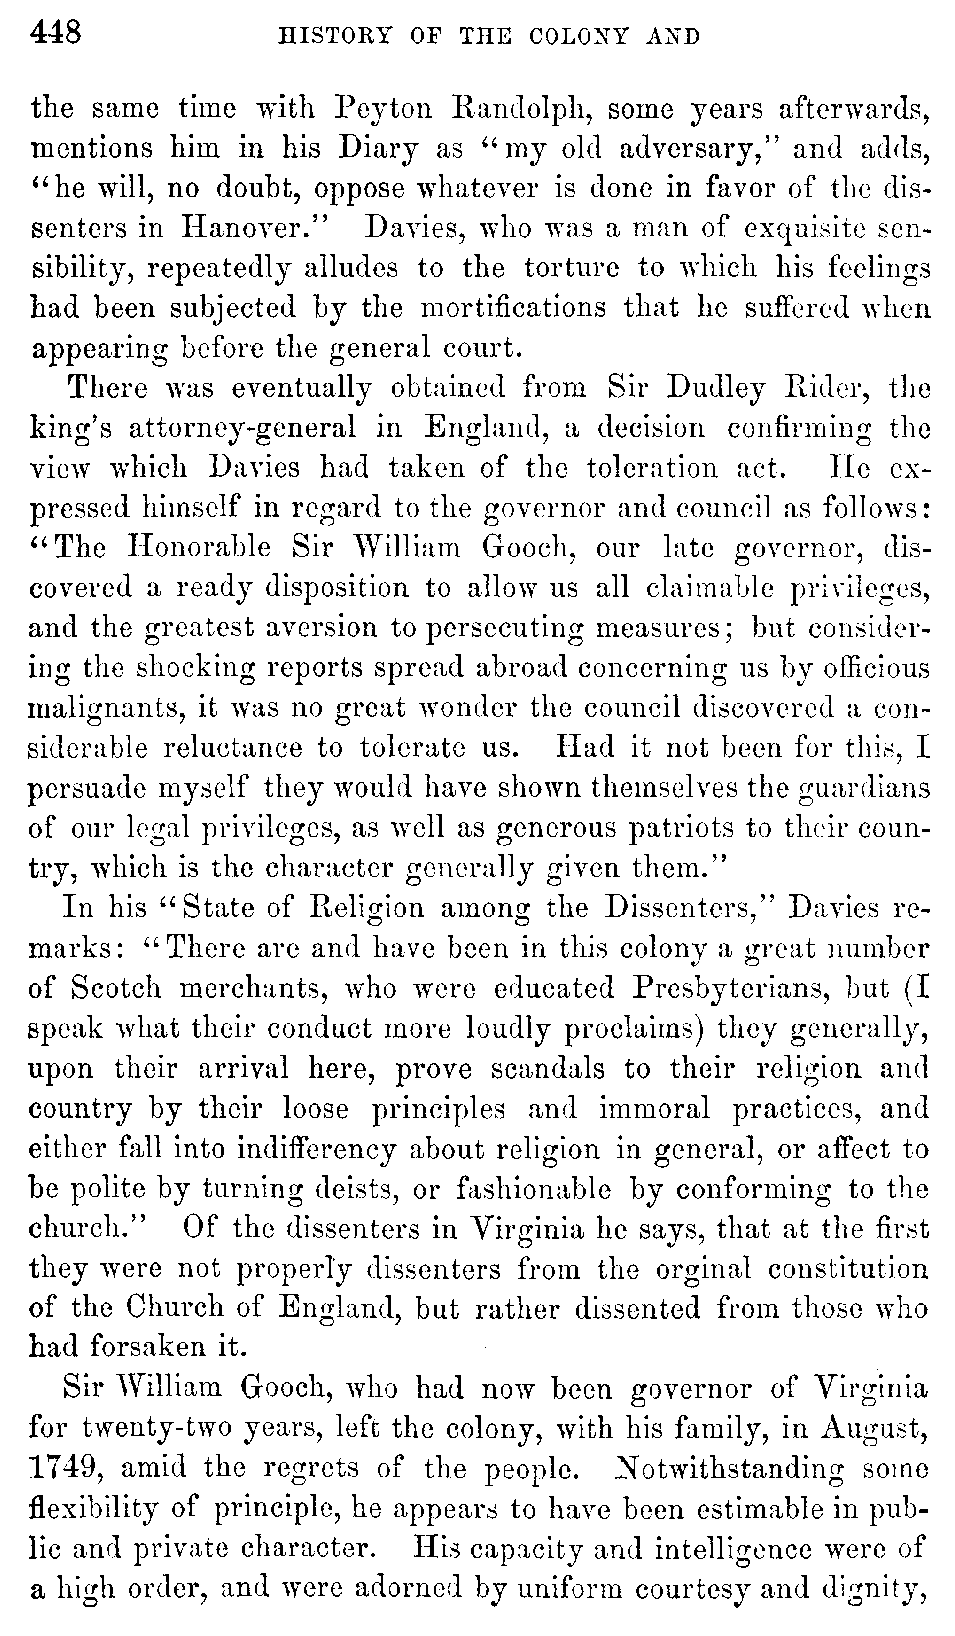 448 HISTORY OF THE COLONY AND
the same time with Peyton Randolph, some years afterwards,
mentions him in his Diary as “my old adversary,” and adds,
“he will, no doubt, oppose whatever is done in favor of the dis-
senters in Hanover.” Davies, who was a man of exquisite sen-
sibility, repeatedly alludes to the torture to which his feelings
had been subjected by the mortifications that he suffered when
appearing before the general court.
There was eventually obtained from Sir Dudley Rider, the
king’s attorney-general in England, a decision confirming the
view which Davies had taken of the toleration act. He ex-
pressed himself in regard to the governor and council as follows:
“The Honorable Sir William Gooch, our late governor, dis-
covered a ready disposition to allow us all claimable privileges,
and the greatest aversion to persecuting measures; but consider-
ing the shocking reports spread abroad concerning us by officious
malignants, it was no great wonder the council discovered a con-
siderable reluctance to tolerate us. Had it not been for this, I
persuade myself they would have shown themselves the guardians
of our legal privileges, as well as generous patriots to their coun-
try, which is the character generally given them.”
In his “State of Religion among the Dissenters,” Davies re-
marks: “There are and have been in this colony a great number
of Scotch merchants, who were educated Presbyterians, but (I
speak what their conduct more loudly proclaims) they generally,
upon their arrival here, prove scandals to their religion and
country by their loose principles and immoral practices, and
either fall into indifferency about religion in general, or affect to
be polite by turning deists, or fashionable by conforming to the
church.” Of the dissenters in Virginia he says, that at the first
they were not properly dissenters from the orginal constitution
of the Church of England, but rather dissented from those who
had forsaken it.
Sir William Gooch, who had now been governor of Virginia
for twenty-two years, left the colony, with his family, in August,
1749, amid the regrets of the people. Notwithstanding some
flexibility of principle, he appears to have been estimable in pub-
lic and private character. His capacity and intelligence were of
a high order, and were adorned by uniform courtesy and dignity,